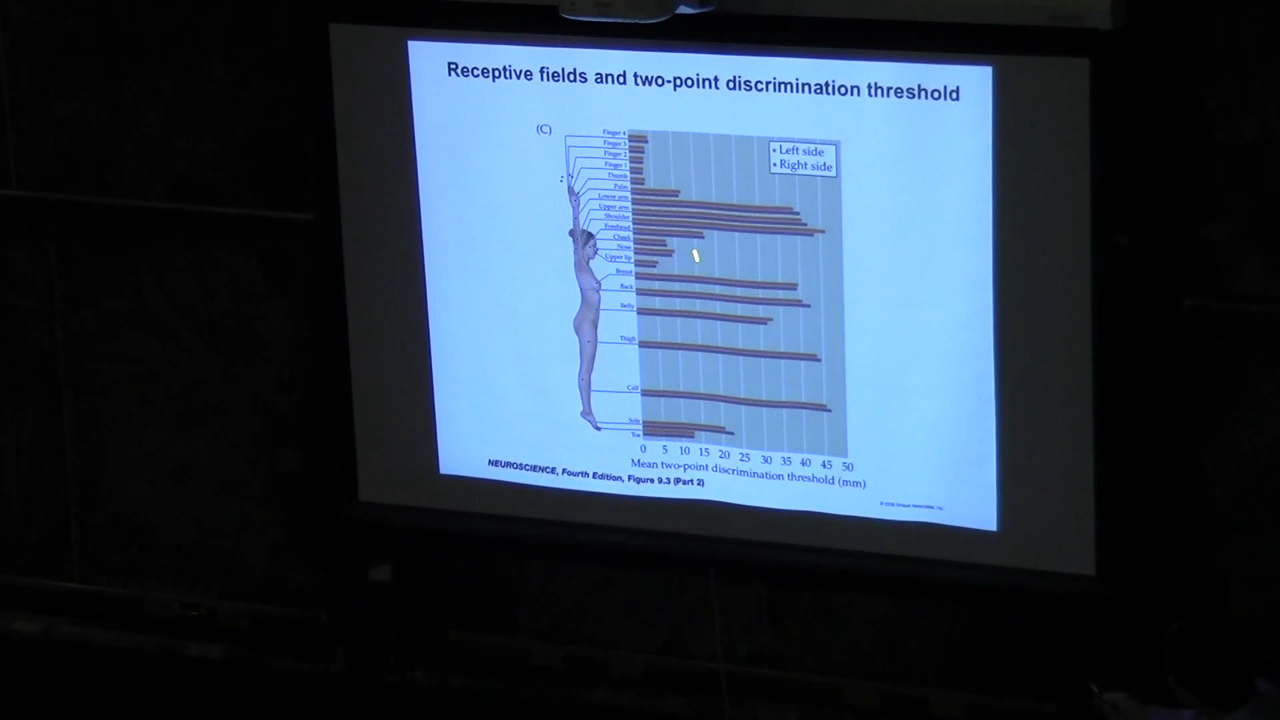 Receptive fields and two-point discrimination threshold
(C)
Finger 4
Finger 3
Finger 2
Finger 1
Thumb
Palm
Lower arm
Upper arm
Shoulder
Forehead
Cheek
Nose
Upper lip
Breast
Back
Belly
Thigh
Calf
Sole
Toe
Left side
Right side
0 5 10 15 20 25 30 35 40 45 50
Mean two-point discrimination threshold (mm)
NEUROSCIENCE, Fourth Edition, Figure 9.3 (Part 2)